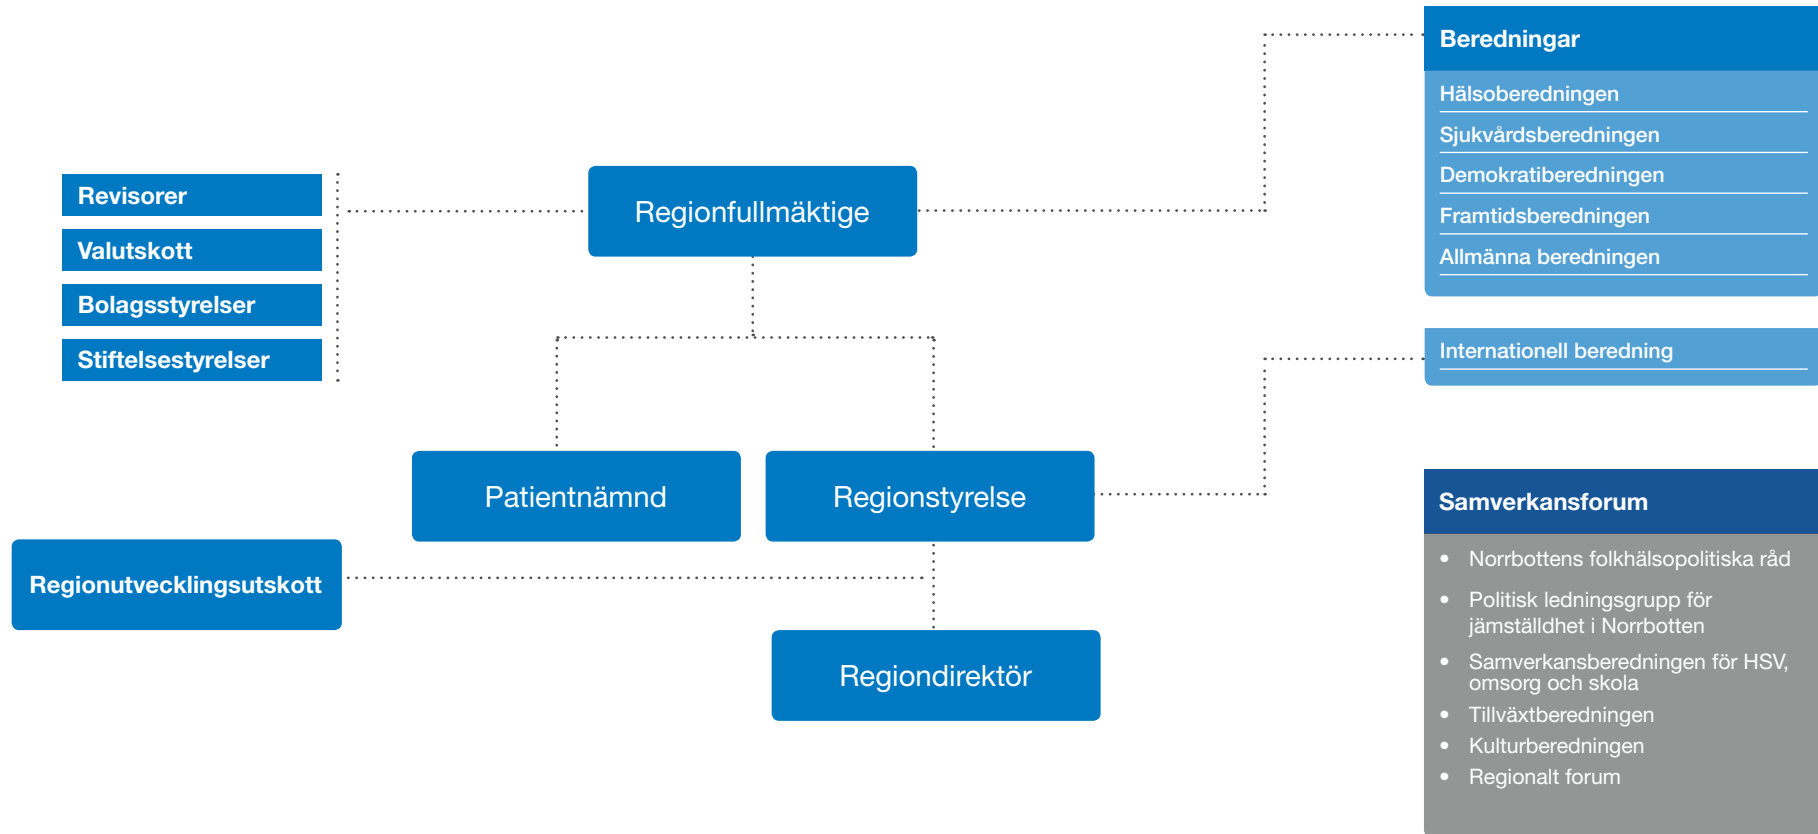 Revisorer
Valutskott
Bolagsstyrelser
Stiftelsestyrelser
Regionfullmäktige
Patientnämnd
Regionstyrelse
Regionutvecklingsutskott
Regiondirektör
Beredningar
Hälsoberedningen
Sjukvårdsberedningen
Demokratiberedningen
Framtidsberedningen
Allmänna beredningen
Internationell beredning
Samverkansforum
• Norrbottens folkhälsopolitiska råd
• Politisk ledningsgrupp för
jämställdhet i Norrbotten
• Samverkansberedningen för HSV,
omsorg och skola
• Tillväxtberedningen
• Kulturberedningen
• Regionalt forum